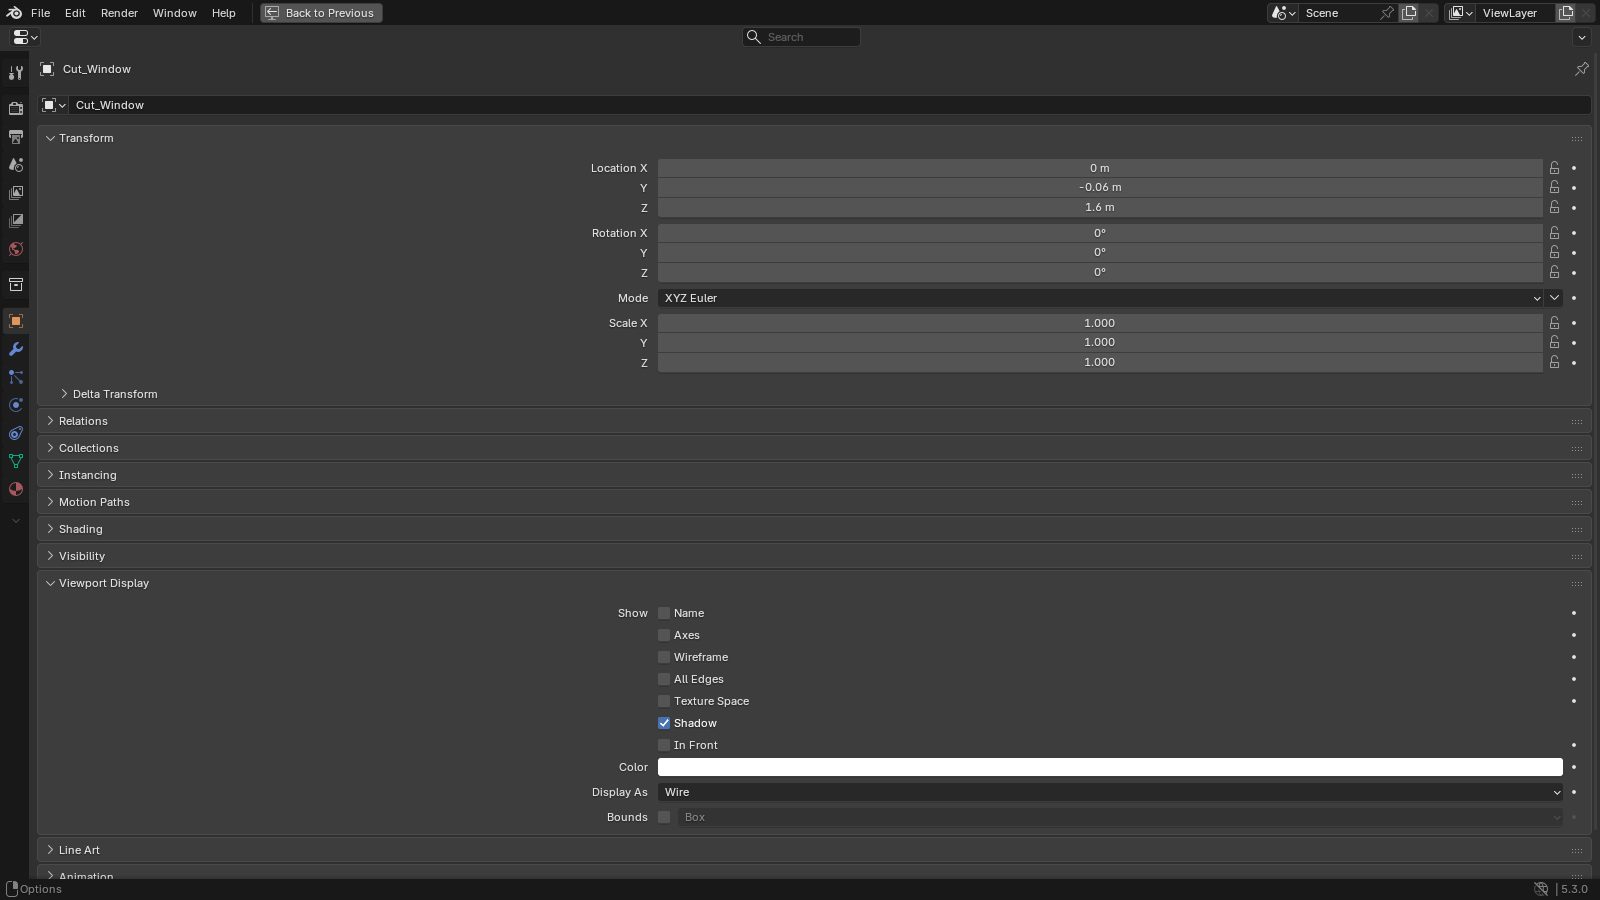 File Edit Render Window Help Back to Previous Scene ViewLayer
Search
Cut_Window
Cut_Window
Transform
Location X 0 m
Y -0.06 m
Z 1.6 m
Rotation X 0°
Y 0°
Z 0°
Mode XYZ Euler
Scale X 1.000
Y 1.000
Z 1.000
Delta Transform
Relations
Collections
Instancing
Motion Paths
Shading
Visibility
Viewport Display
Show Name
Axes
Wireframe
All Edges
Texture Space
Shadow
In Front
Color
Display As Wire
Bounds Box
Line Art
Animation
Options 5.3.0